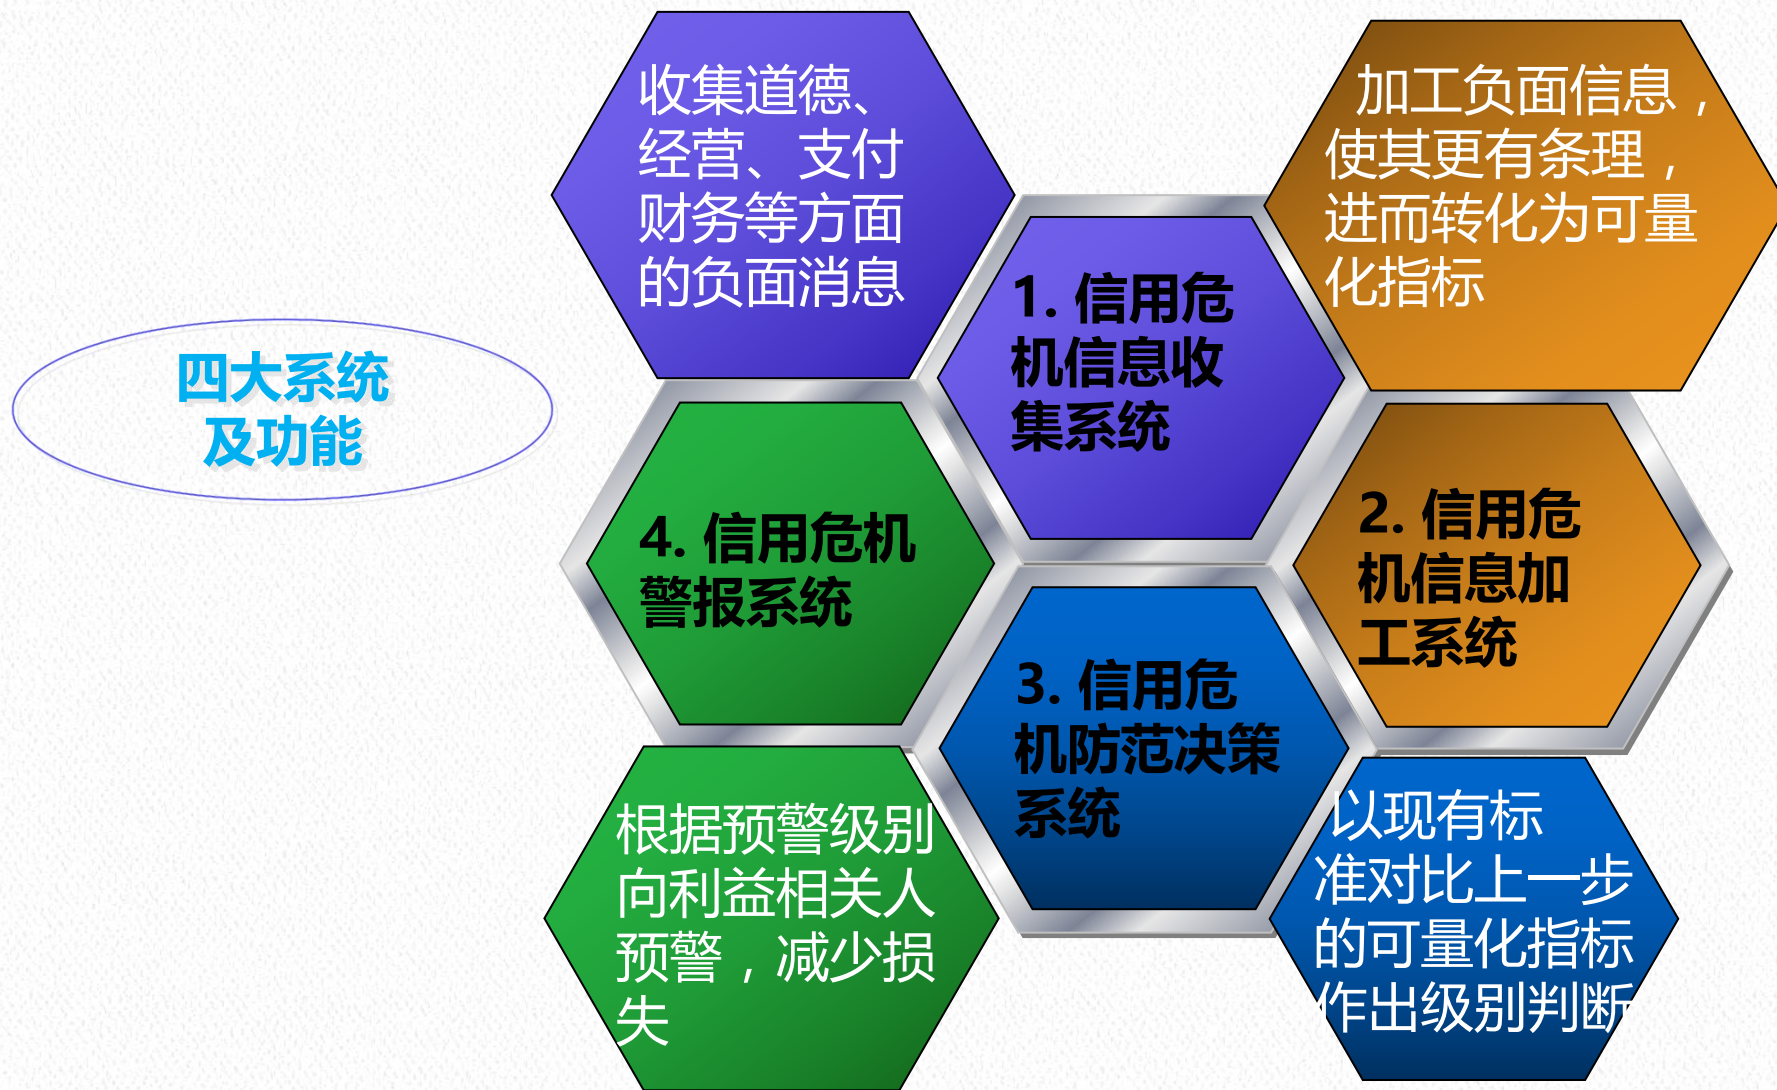 四大系统
及功能
收集道德、
经营、支付
财务等方面
的负面消息
1. 信用危
机信息收
集系统
加工负面信息，
使其更有条理，
进而转化为可量
化指标
2. 信用危
机信息加
工系统
3. 信用危
机防范决策
系统
以现有标
准对比上一步
的可量化指标
作出级别判断
4. 信用危机
警报系统
根据预警级别
向利益相关人
预警，减少损
失